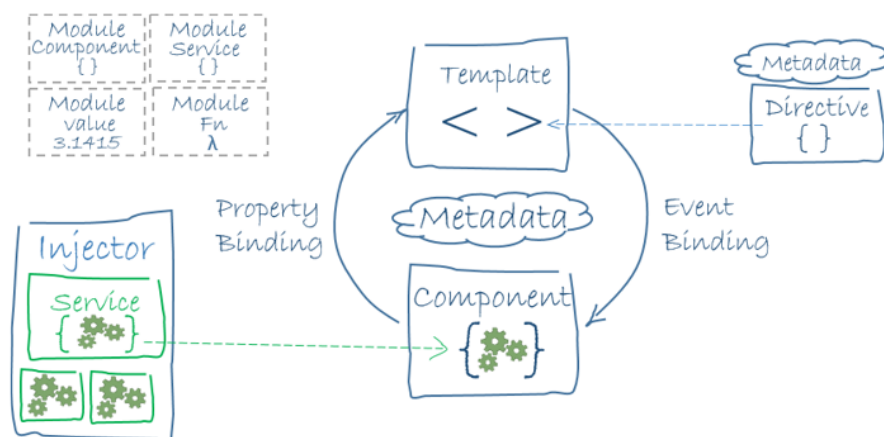 Module
Component
{ }
Module
Service
{ }
Module
value
3.1415
Module
Fn
λ
Template
< >
Metadata
Directive
{ }
Property
Binding
Metadata
Event
Binding
Injector
Service
{ }
Component
{ }